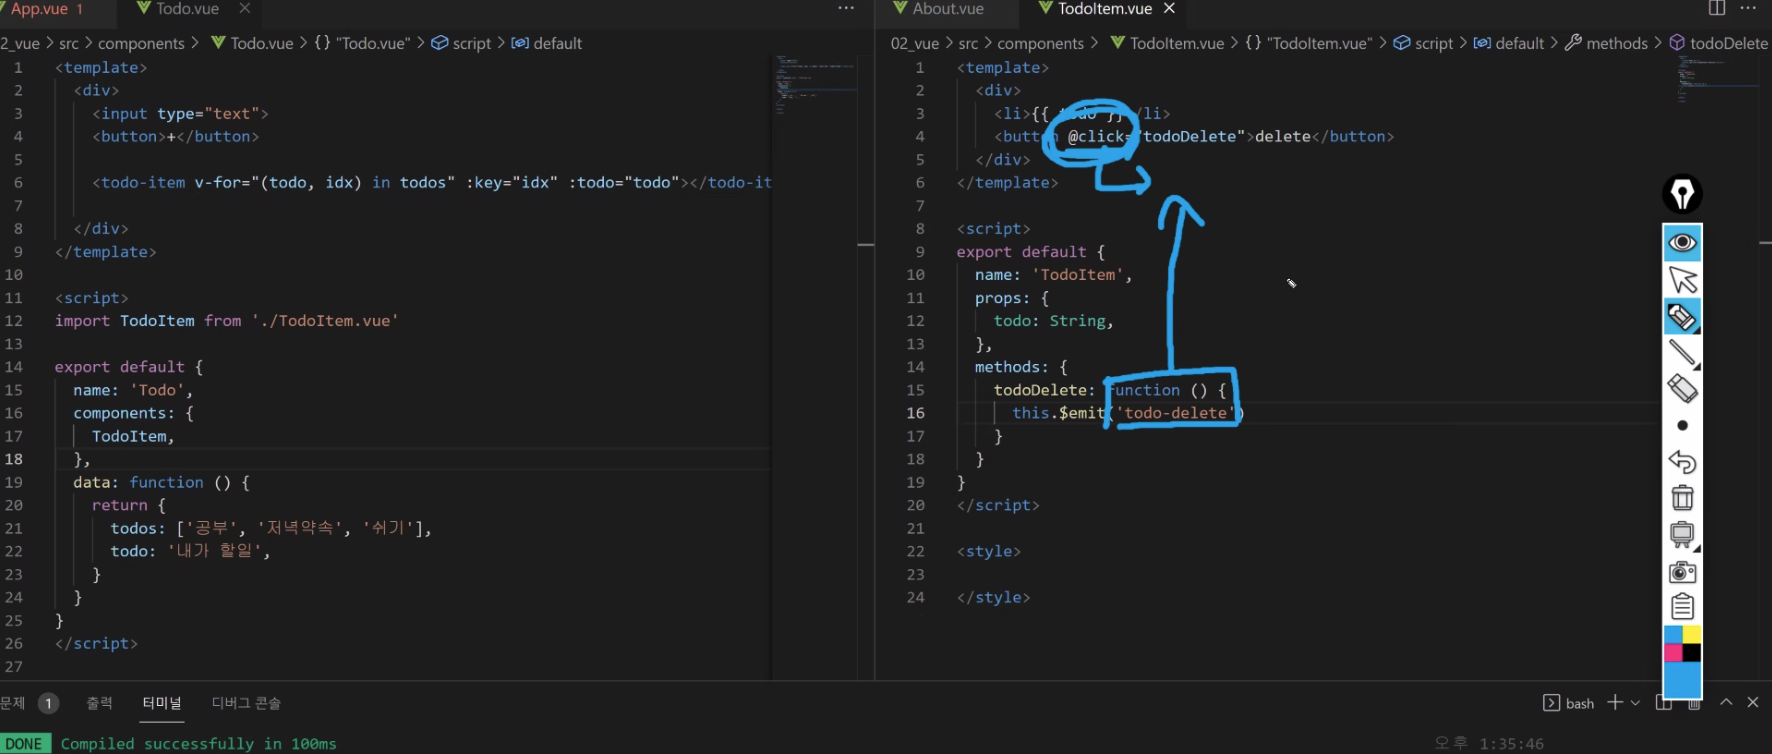 App.vue 1
Todo.vue
02_vue > src > components > Todo.vue > {} "Todo.vue" > script > default
1 <template>
2 <div>
3 <input type="text">
4 <button>+</button>
5
6 <todo-item v-for="(todo, idx) in todos" :key="idx" :todo="todo"></todo-it
7
8 </div>
9 </template>
10
11 <script>
12 import TodoItem from './TodoItem.vue'
13
14 export default {
15 name: 'Todo',
16 components: {
17 TodoItem,
18 },
19 data: function () {
20 return {
21 todos: ['공부', '저녁약속', '쉬기'],
22 todo: '내가 할일',
23 }
24 }
25 }
26 </script>
27
About.vue
TodoItem.vue
02_vue > src > components > TodoItem.vue > {} "TodoItem.vue" > script > default > methods > todoDelete
1 <template>
2 <div>
3 <li>{{ todo }}</li>
4 <button @click="todoDelete">delete</button>
5 </div>
6 </template>
7
8 <script>
9 export default {
10 name: 'TodoItem',
11 props: {
12 todo: String,
13 },
14 methods: {
15 todoDelete: function () {
16 this.$emit('todo-delete')
17 }
18 }
19 }
20 </script>
21
22 <style>
23
24 </style>
문제 1 출력 터미널 디버그 콘솔
bash
DONE Compiled successfully in 100ms
오후 1:35:46